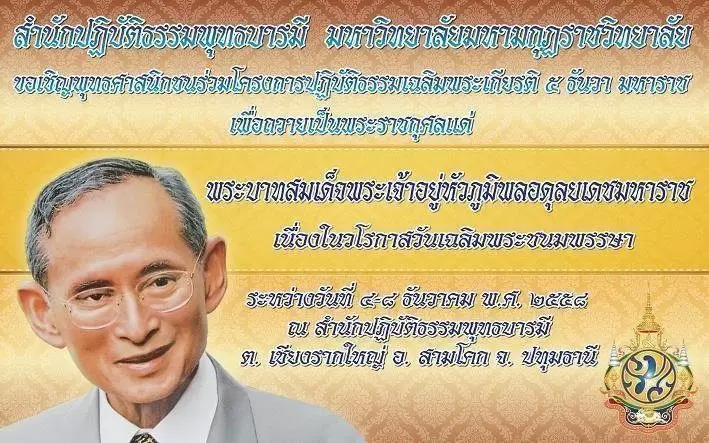 สำนักปฏิบัติธรรมพุทธบารมี มหาวิทยาลัยมหามกุฏราชวิทยาลัย
ขอเชิญพุทธศาสนิกชนร่วมโครงการปฏิบัติธรรมเฉลิมพระเกียรติ ๕ ธันวา มหาราช
เพื่อถวายเป็นพระราชกุศลแด่
พระบาทสมเด็จพระเจ้าอยู่หัวภูมิพลอดุลยเดชมหาราช
เนื่องในวโรกาสวันเฉลิมพระชนมพรรษา
ระหว่างวันที่ ๔-๘ ธันวาคม พ.ศ. ๒๕๕๘
ณ สำนักปฏิบัติธรรมพุทธบารมี
ต. เชียงรากใหญ่ อ. สามโคก จ. ปทุมธานี